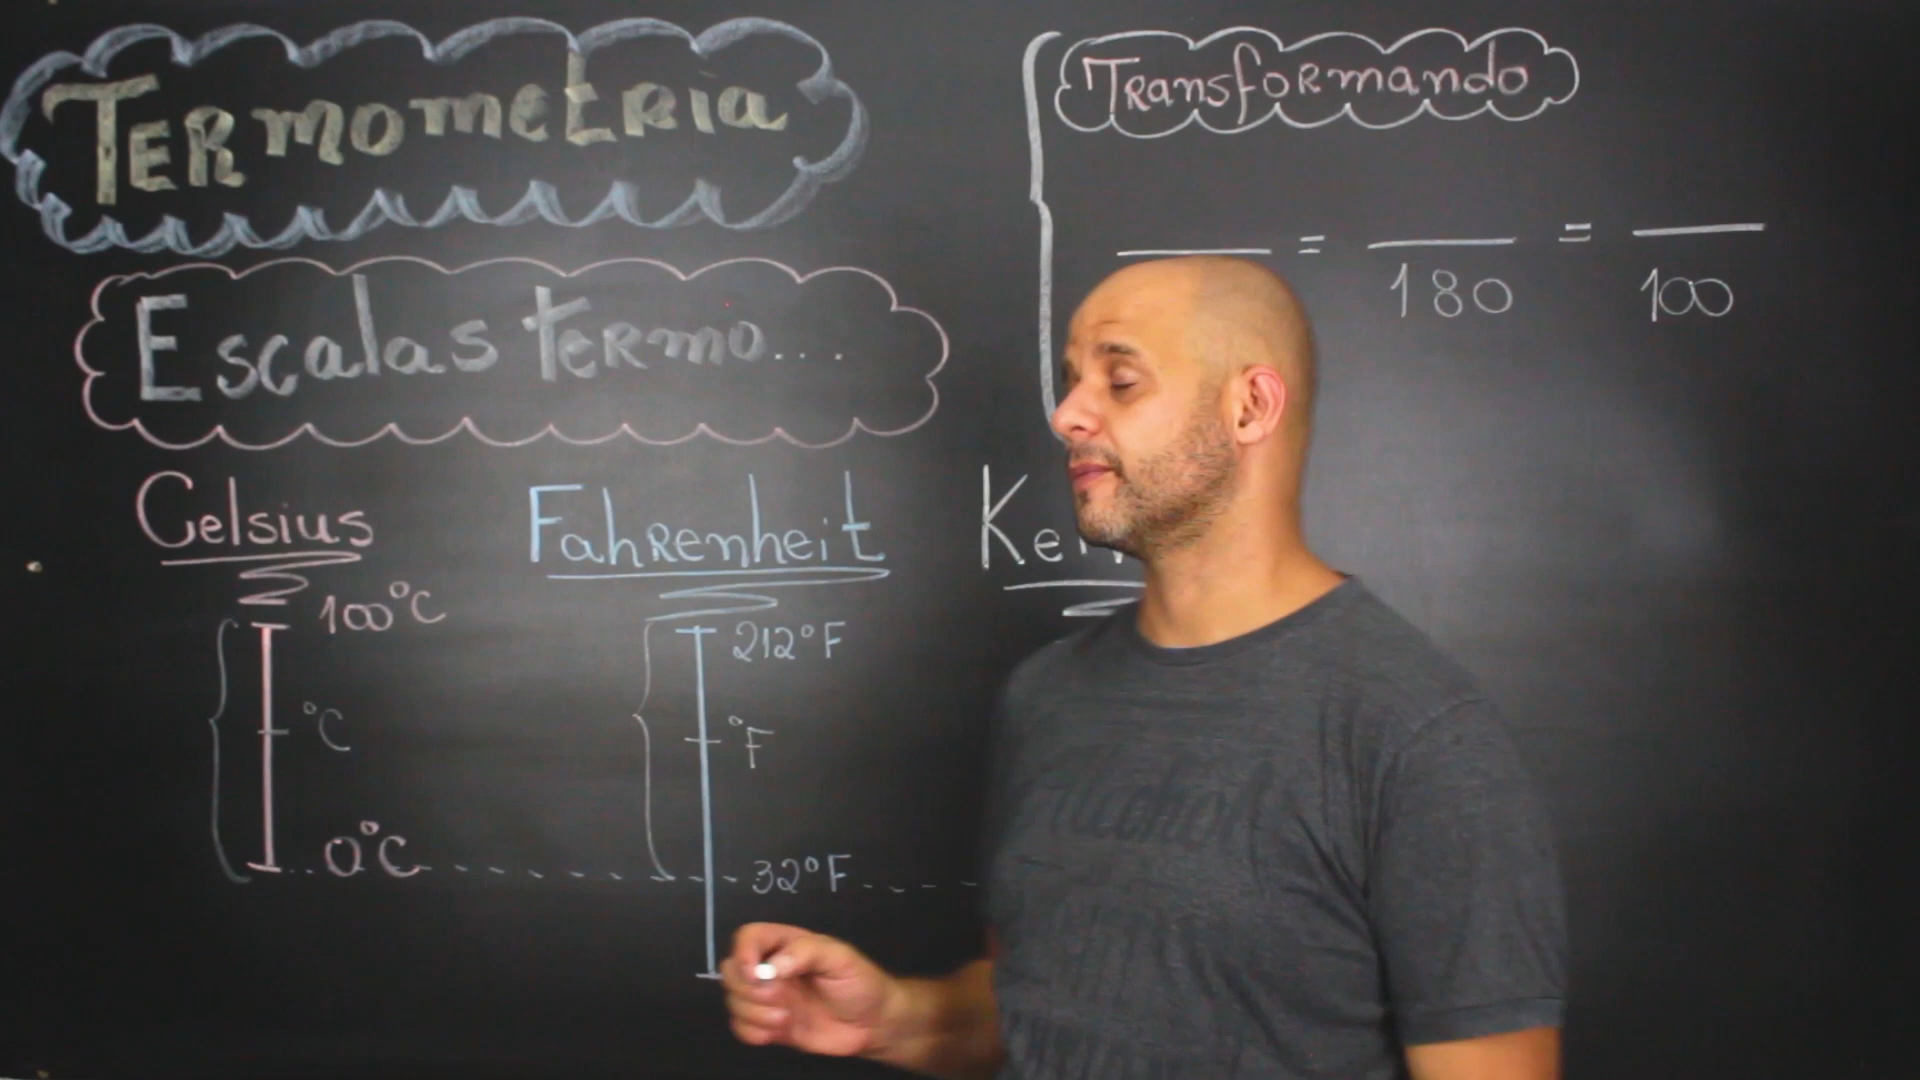 Termometria
Escalas termo...
Celsius
100°C
°C
0°C
Fahrenheit
212°F
°F
32°F
Transformando
= =
180 100